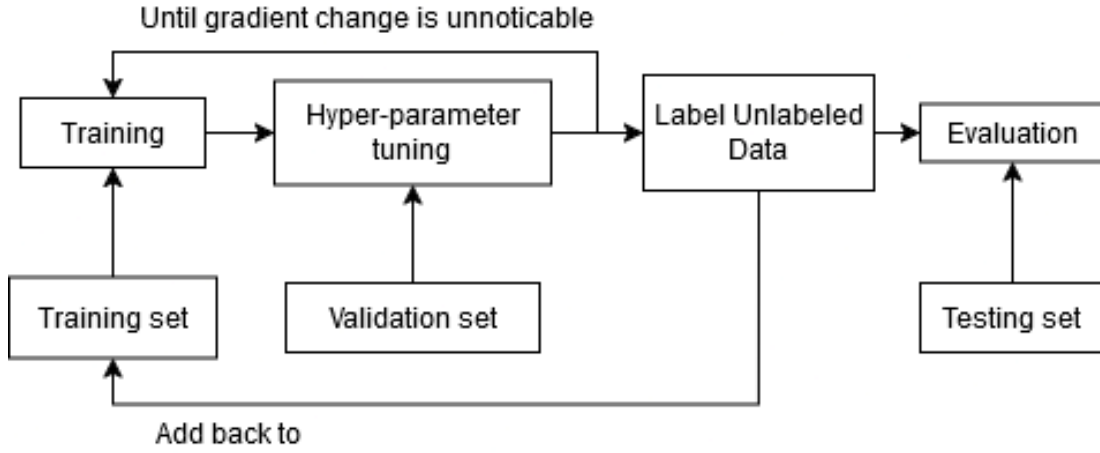 Until gradient change is unnoticable
Training
Hyper-parameter
tuning
Label Unlabeled
Data
Evaluation
Training set
Validation set
Testing set
Add back to